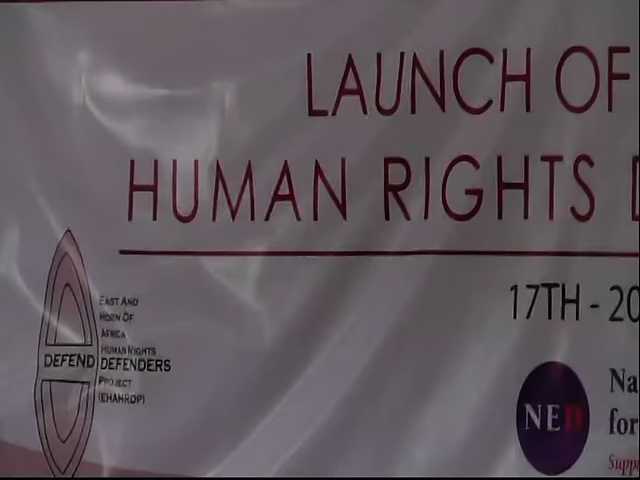 LAUNCH OF
HUMAN RIGHTS
17TH - 20
EAST AND
HORN OF
AFRICA
HUMAN RIGHTS
DEFEND DEFENDERS
PROJECT
(EHAHRDP)
NED
Na
for
Supp